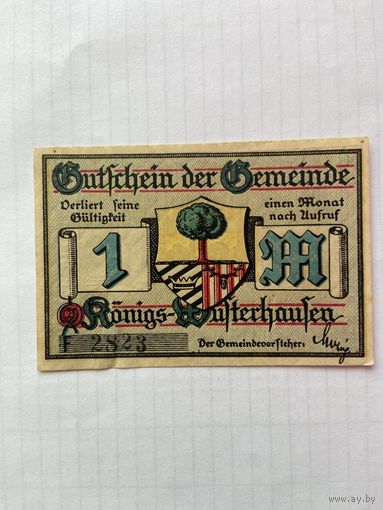 Gutschein der Gemeinde
Verliert seine
Gültigkeit
einen Monat
nach Aufruf
1 M
Königs-Wusterhausen
F 2823
Der Gemeindevorsteher:
www.ay.by